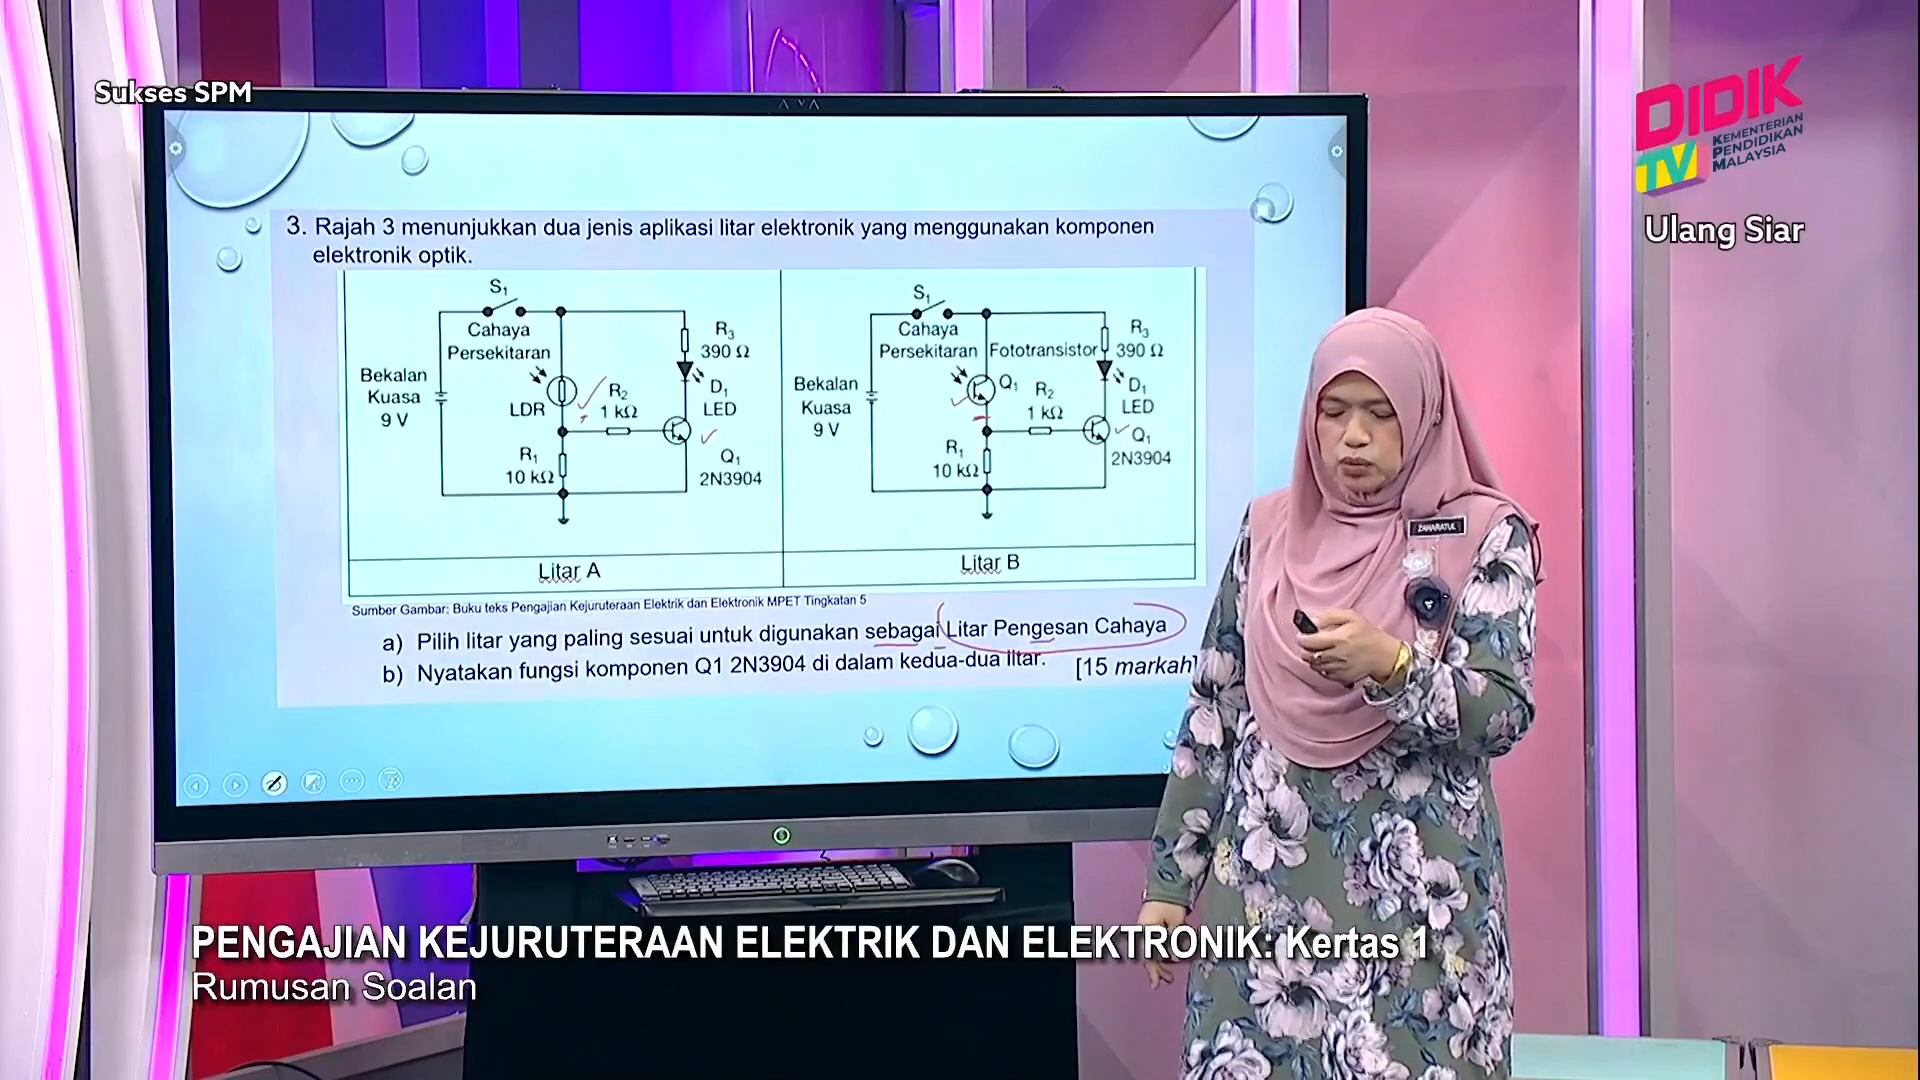 Sukses SPM
DIDIK
TV
KEMENTERIAN
PENDIDIKAN
MALAYSIA
Ulang Siar
3. Rajah 3 menunjukkan dua jenis aplikasi litar elektronik yang menggunakan komponen
elektronik optik.
S1
Cahaya
Persekitaran
Bekalan
Kuasa
9 V
LDR
R2
1 kΩ
R3
390 Ω
D1
LED
R1
10 kΩ
Q1
2N3904
Litar A
S1
Cahaya
Persekitaran
Fototransistor
Bekalan
Kuasa
9 V
Q1
R2
1 kΩ
R3
390 Ω
D1
LED
R1
10 kΩ
Q1
2N3904
Litar B
Sumber Gambar: Buku teks Pengajian Kejuruteraan Elektrik dan Elektronik MPET Tingkatan 5
a) Pilih litar yang paling sesuai untuk digunakan sebagai Litar Pengesan Cahaya
b) Nyatakan fungsi komponen Q1 2N3904 di dalam kedua-dua litar.
[15 markah]
ZAHARATUL
PENGAJIAN KEJURUTERAAN ELEKTRIK DAN ELEKTRONIK: Kertas 1
Rumusan Soalan